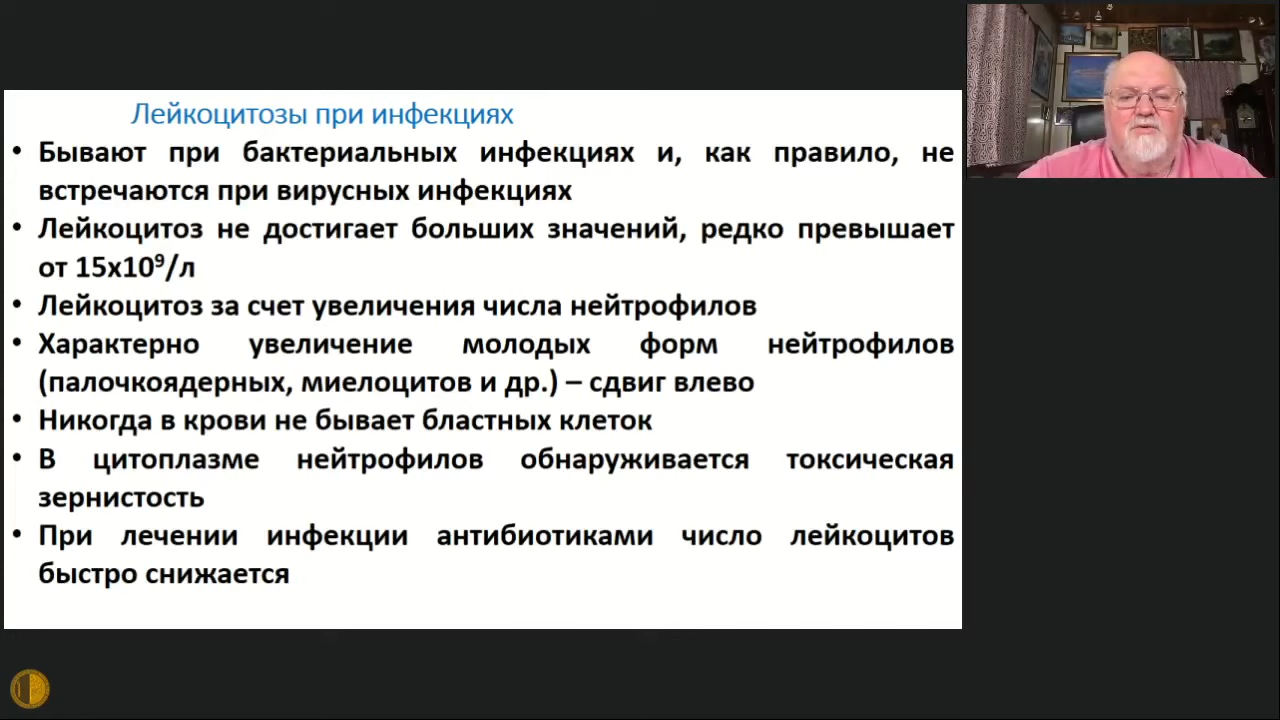 Лейкоцитозы при инфекциях
• Бывают при бактериальных инфекциях и, как правило, не
встречаются при вирусных инфекциях
• Лейкоцитоз не достигает больших значений, редко превышает
от 15х10⁹/л
• Лейкоцитоз за счет увеличения числа нейтрофилов
• Характерно увеличение молодых форм нейтрофилов
(палочкоядерных, миелоцитов и др.) – сдвиг влево
• Никогда в крови не бывает бластных клеток
• В цитоплазме нейтрофилов обнаруживается токсическая
зернистость
• При лечении инфекции антибиотиками число лейкоцитов
быстро снижается